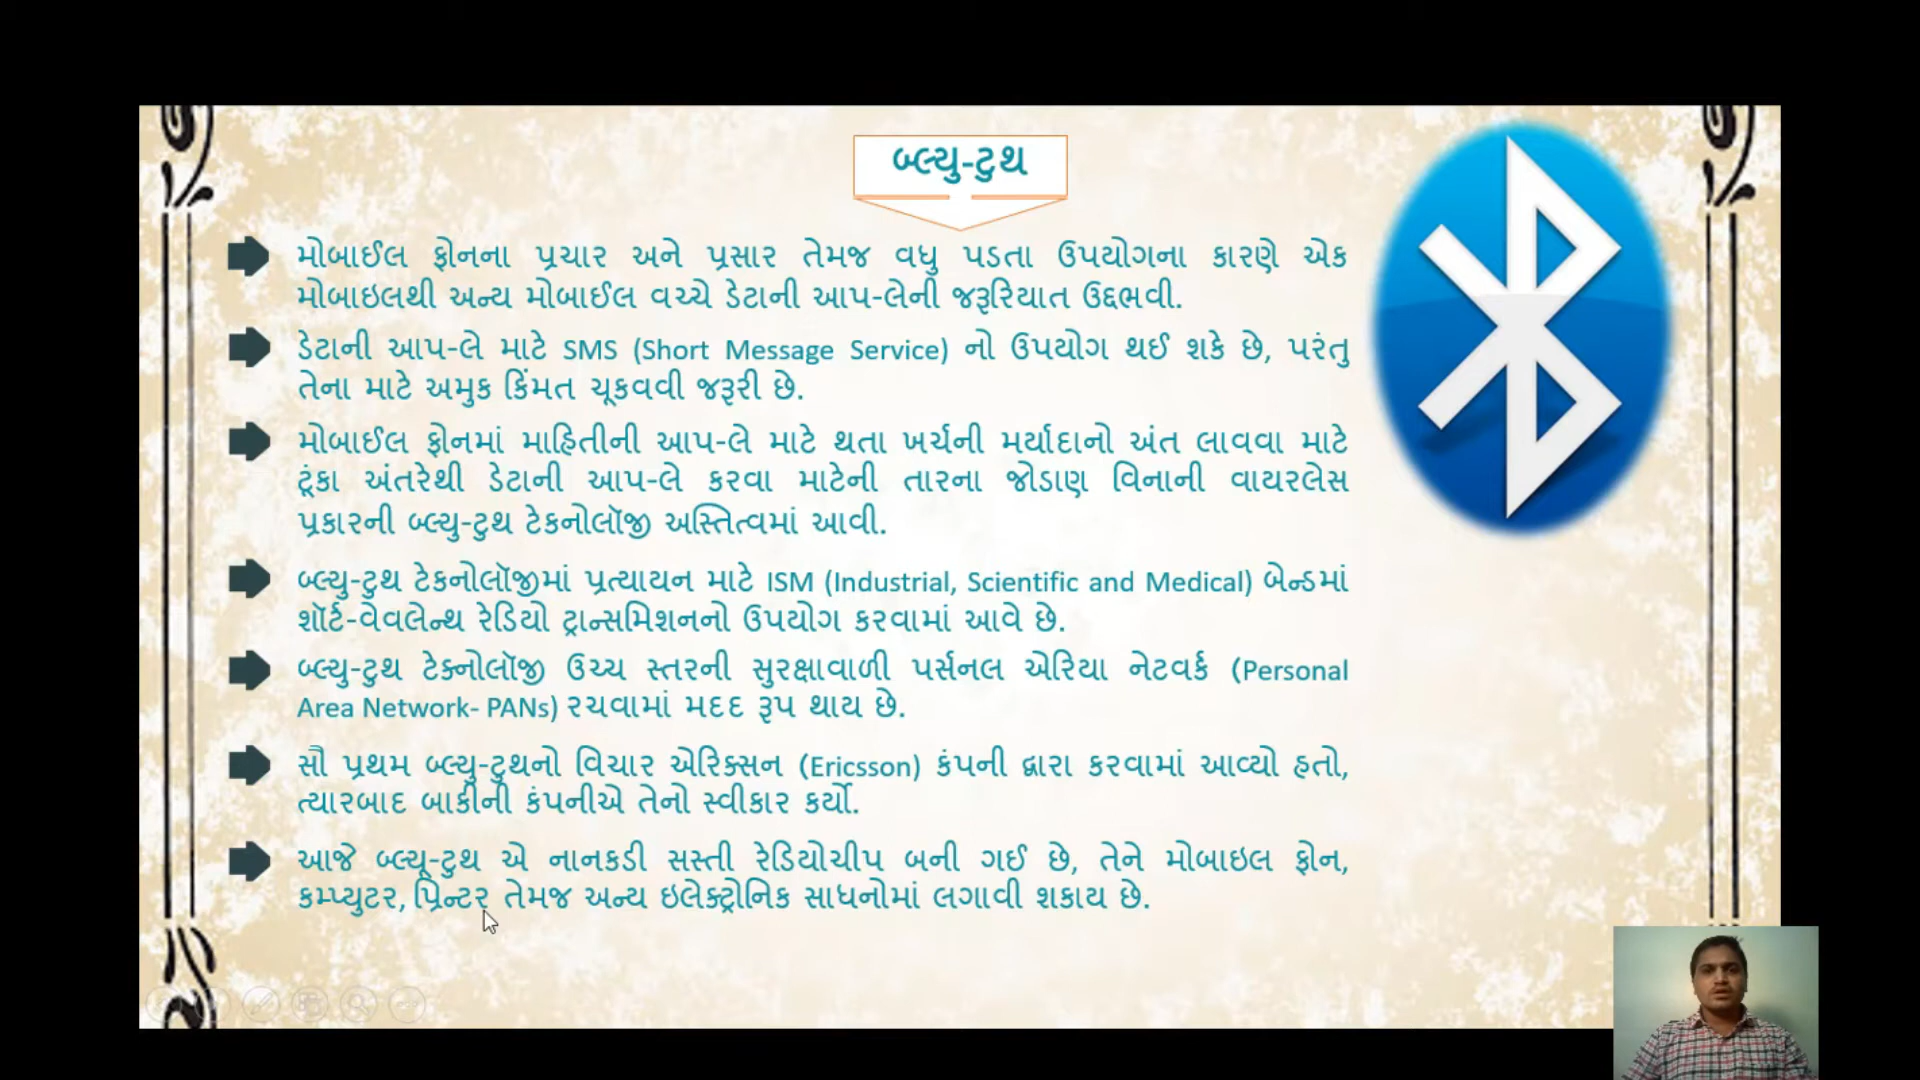 બ્લ્યુ-ટુથ
મોબાઈલ ફોનના પ્રચાર અને પ્રસાર તેમજ વધુ પડતા ઉપયોગના કારણે એક
મોબાઇલથી અન્ય મોબાઈલ વચ્ચે ડેટાની આપ-લેની જરૂરિયાત ઉદ્દભવી.
ડેટાની આપ-લે માટે SMS (Short Message Service) નો ઉપયોગ થઈ શકે છે, પરંતુ
તેના માટે અમુક કિંમત ચૂકવવી જરૂરી છે.
મોબાઈલ ફોનમાં માહિતીની આપ-લે માટે થતા ખર્ચની મર્યાદાનો અંત લાવવા માટે
ટૂંકા અંતરેથી ડેટાની આપ-લે કરવા માટેની તારના જોડાણ વિનાની વાયરલેસ
પ્રકારની બ્લ્યુ-ટુથ ટેકનોલૉજી અસ્તિત્વમાં આવી.
બ્લ્યુ-ટુથ ટેકનોલૉજીમાં પ્રત્યાયન માટે ISM (Industrial, Scientific and Medical) બેન્ડમાં
શૉર્ટ-વેવલેન્થ રેડિયો ટ્રાન્સમિશનનો ઉપયોગ કરવામાં આવે છે.
બ્લ્યુ-ટુથ ટેક્નોલૉજી ઉચ્ચ સ્તરની સુરક્ષાવાળી પર્સનલ એરિયા નેટવર્ક (Personal
Area Network- PANs) રચવામાં મદદ રૂપ થાય છે.
સૌ પ્રથમ બ્લ્યુ-ટુથનો વિચાર એરિક્સન (Ericsson) કંપની દ્વારા કરવામાં આવ્યો હતો,
ત્યારબાદ બાકીની કંપનીએ તેનો સ્વીકાર કર્યો.
આજે બ્લ્યૂ-ટુથ એ નાનકડી સસ્તી રેડિયોચીપ બની ગઈ છે, તેને મોબાઇલ ફોન,
કમ્પ્યુટર, પ્રિન્ટર તેમજ અન્ય ઇલેક્ટ્રોનિક સાધનોમાં લગાવી શકાય છે.